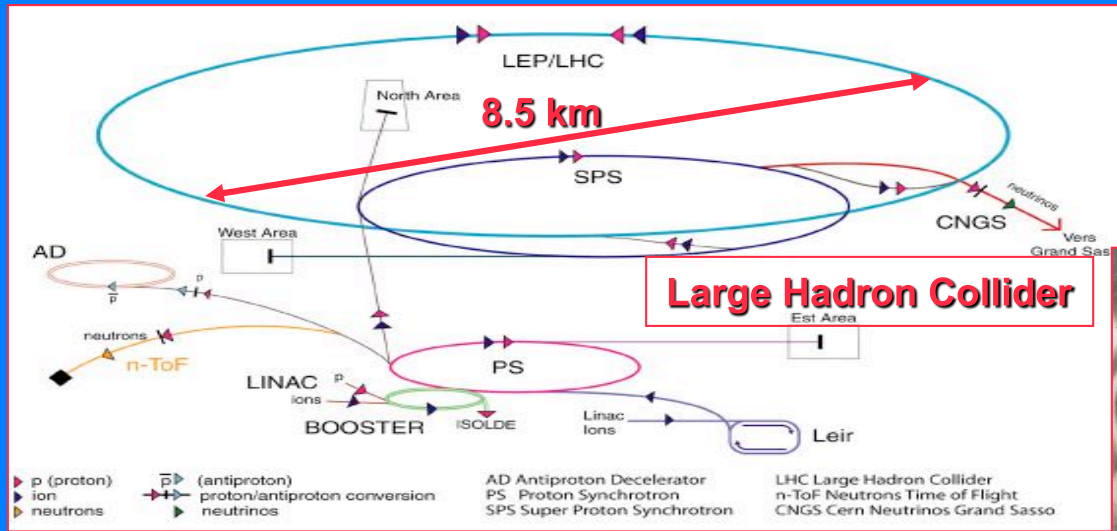 LEP/LHC
North Area
8.5 km
SPS
neutrinos
CNGS
Vers
Grand Sas
West Area
AD
p
p̅
Large Hadron Collider
Est Area
neutrons
n-ToF
PS
LINAC
p
ions
BOOSTER
ISOLDE
Linac
Ions
Leir
p (proton)
ion
neutrons
p̅ (antiproton)
proton/antiproton conversion
neutrinos
AD Antiproton Decelerator
PS Proton Synchrotron
SPS Super Proton Synchrotron
LHC Large Hadron Collider
n-ToF Neutrons Time of Flight
CNGS Cern Neutrinos Grand Sasso